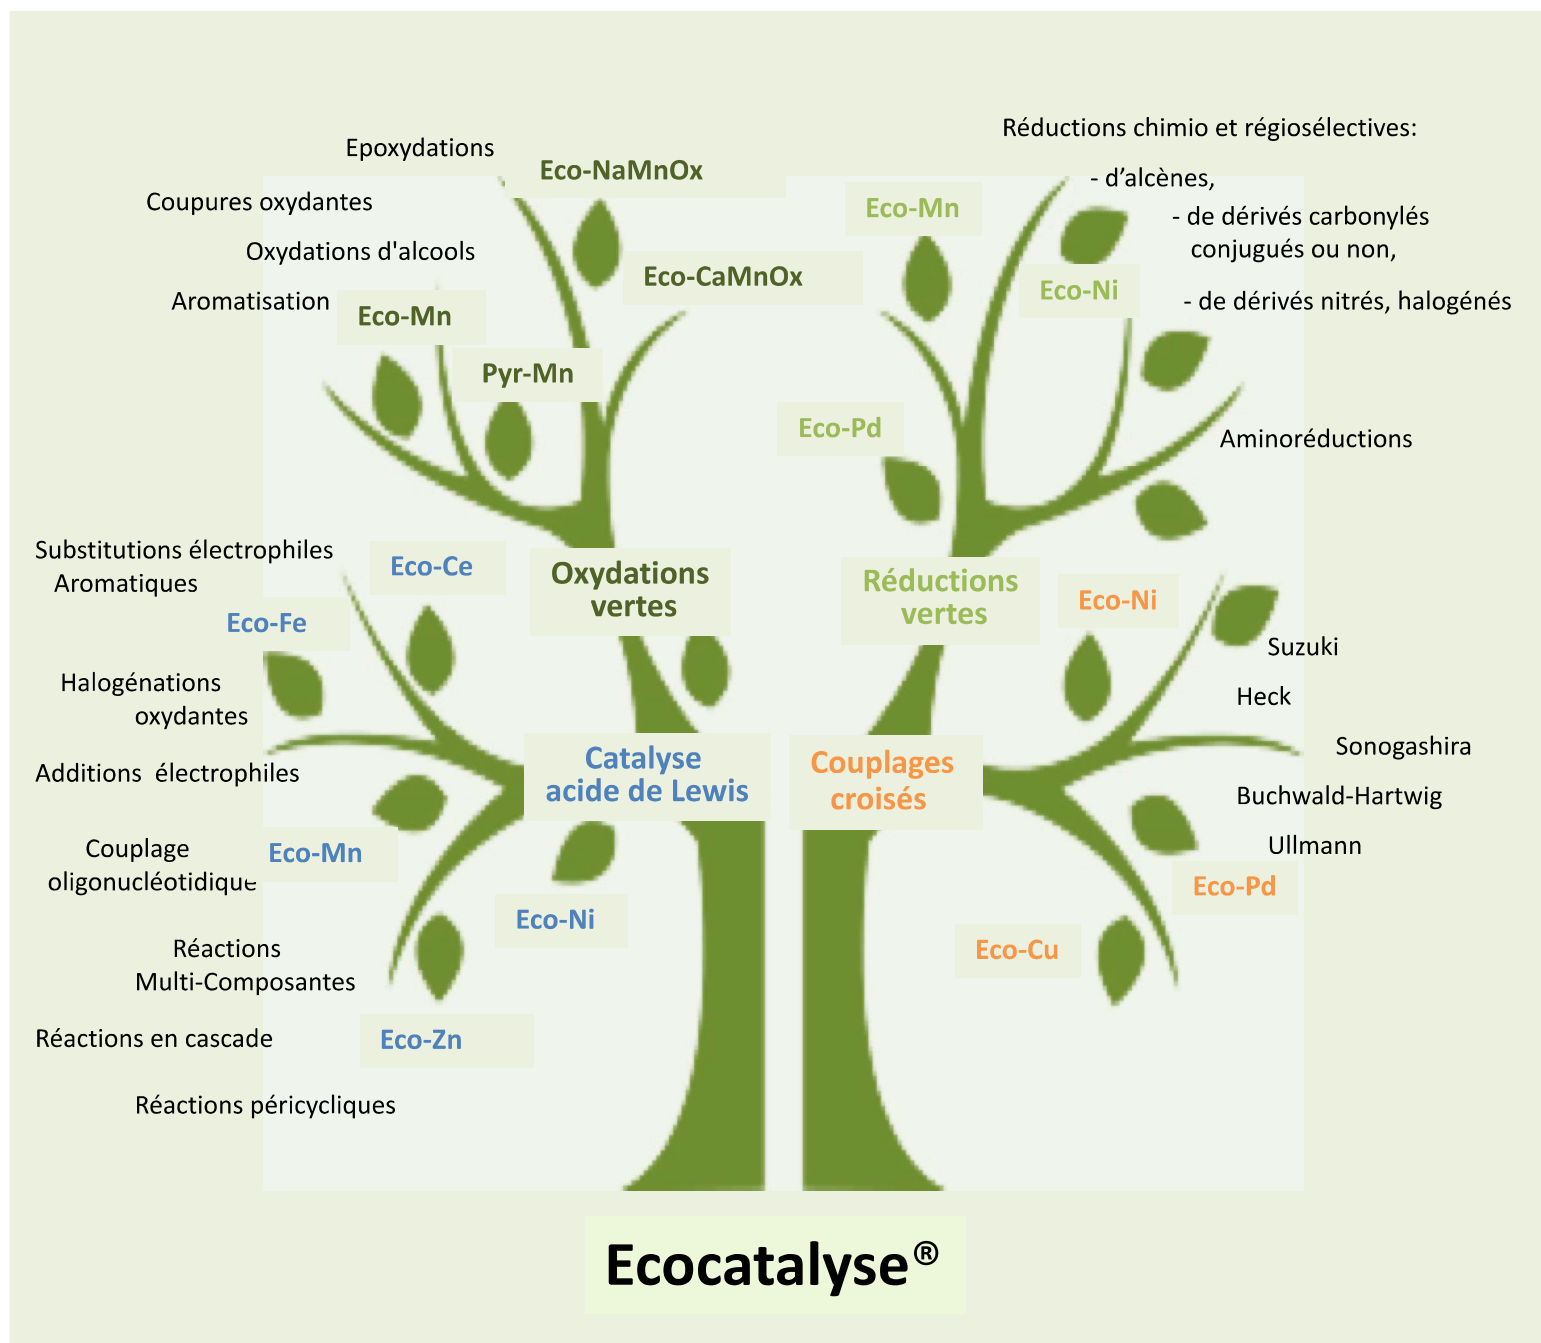 Epoxydations
Coupures oxydantes
Oxydations d'alcools
Aromatisation
Eco-NaMnOx
Eco-CaMnOx
Eco-Mn
Pyr-Mn
Oxydations
vertes
Réductions chimio et régiosélectives:
- d’alcènes,
- de dérivés carbonylés
conjugués ou non,
- de dérivés nitrés, halogénés
Aminoréductions
Eco-Mn
Eco-Ni
Eco-Pd
Réductions
vertes
Substitutions électrophiles
Aromatiques
Eco-Ce
Eco-Fe
Halogénations
oxydantes
Additions  électrophiles
Couplage
oligonucléotidique
Eco-Mn
Eco-Ni
Réactions
Multi-Composantes
Réactions en cascade
Eco-Zn
Réactions péricycliques
Catalyse
acide de Lewis
Couplages
croisés
Eco-Ni
Suzuki
Heck
Sonogashira
Buchwald-Hartwig
Ullmann
Eco-Pd
Eco-Cu
Ecocatalyse®